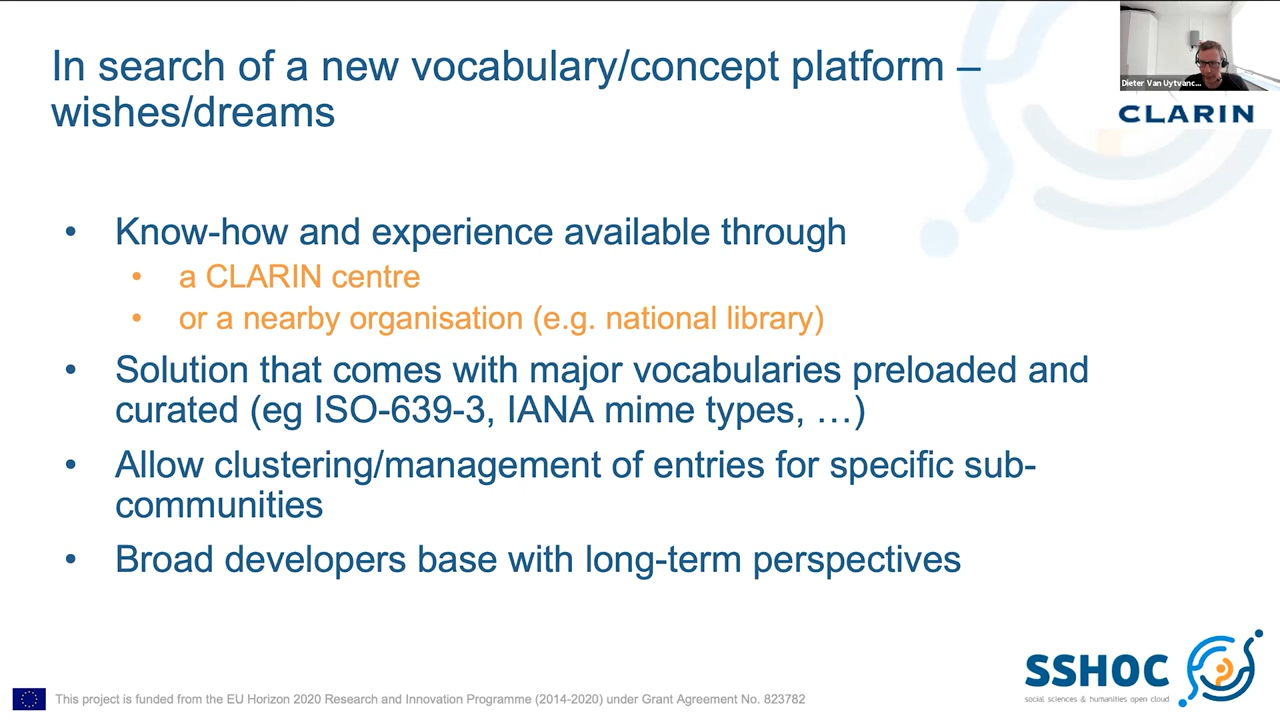 In search of a new vocabulary/concept platform –
wishes/dreams
Dieter Van Uytvanc...
CLARIN
• Know-how and experience available through
• a CLARIN centre
• or a nearby organisation (e.g. national library)
• Solution that comes with major vocabularies preloaded and
curated (eg ISO-639-3, IANA mime types, …)
• Allow clustering/management of entries for specific sub-
communities
• Broad developers base with long-term perspectives
SSHOC
social sciences & humanities open cloud
This project is funded from the EU Horizon 2020 Research and Innovation Programme (2014-2020) under Grant Agreement No. 823782